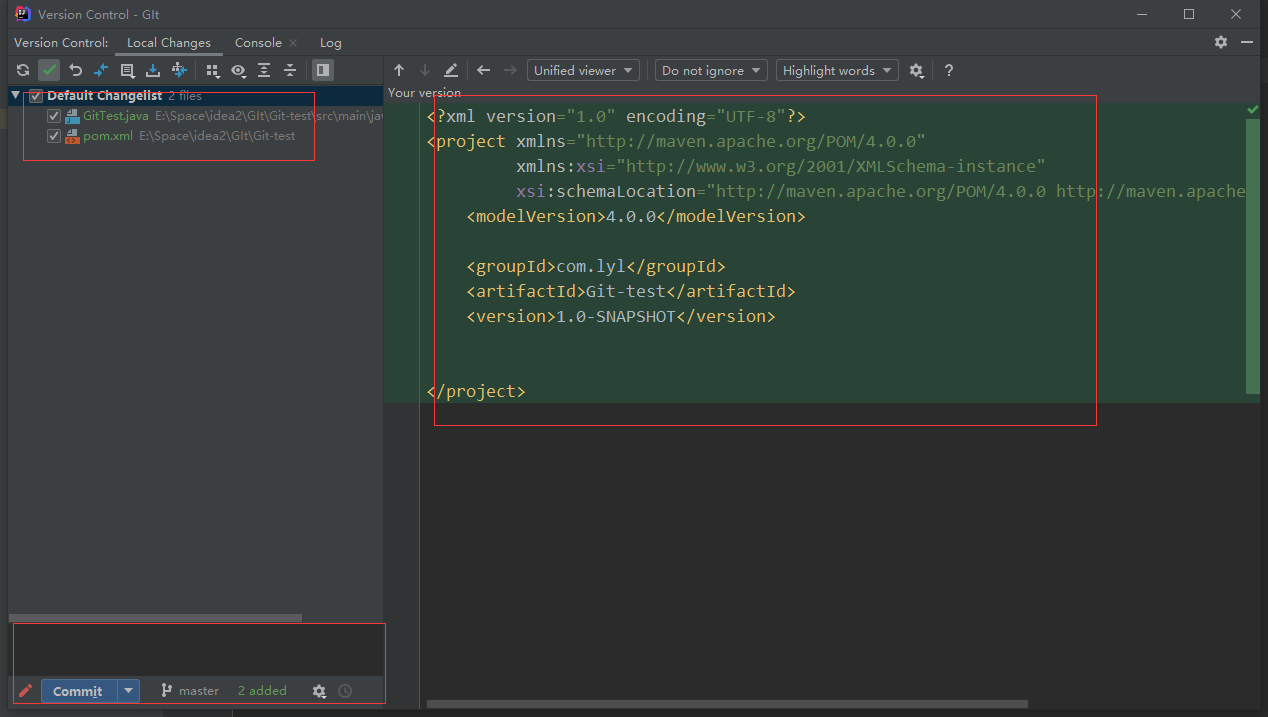 Version Control - GIt
Version Control: Local Changes Console Log
Unified viewer Do not ignore Highlight words ?
Default Changelist 2 files
GitTest.java E:\Space\idea2\GIt\Git-test\src\main\jav
pom.xml E:\Space\idea2\GIt\Git-test
Your version
<?xml version="1.0" encoding="UTF-8"?>
<project xmlns="http://maven.apache.org/POM/4.0.0"
xmlns:xsi="http://www.w3.org/2001/XMLSchema-instance"
xsi:schemaLocation="http://maven.apache.org/POM/4.0.0 http://maven.apache
<modelVersion>4.0.0</modelVersion>
<groupId>com.lyl</groupId>
<artifactId>Git-test</artifactId>
<version>1.0-SNAPSHOT</version>
</project>
Commit master 2 added